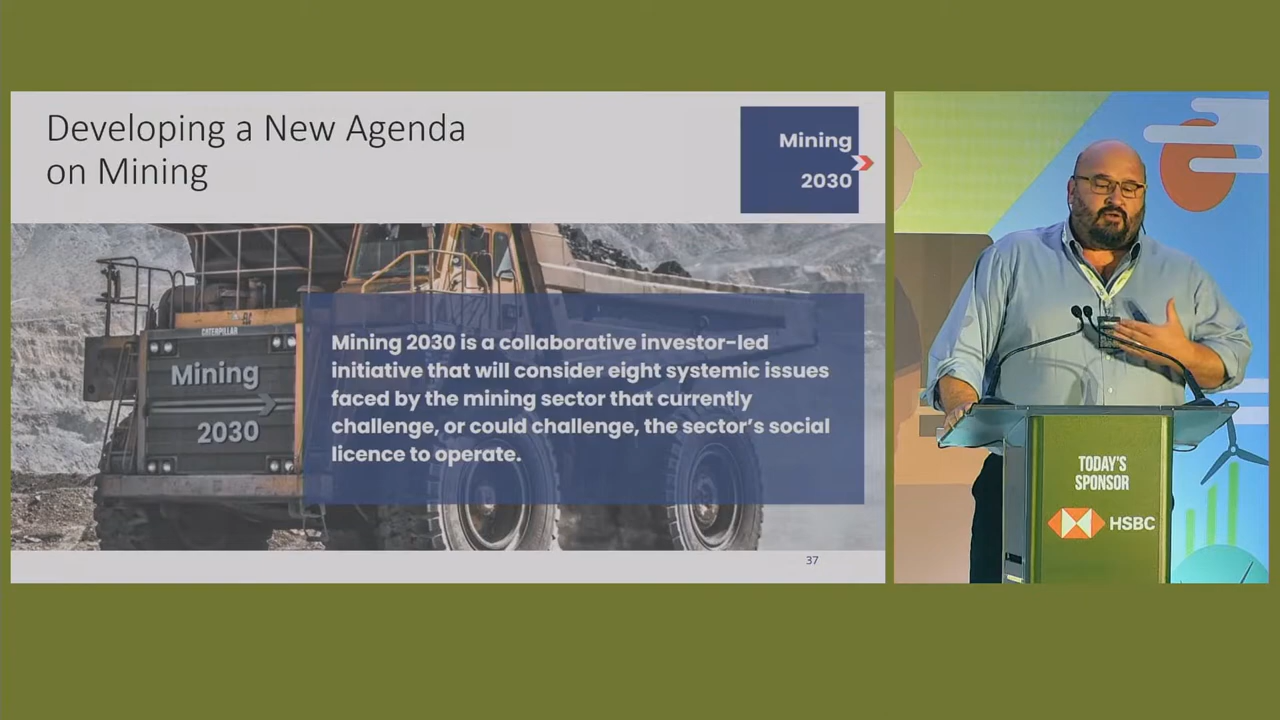 Developing a New Agenda
on Mining
Mining
2030
CATERPILLAR
Mining
2030
Mining 2030 is a collaborative investor-led
initiative that will consider eight systemic issues
faced by the mining sector that currently
challenge, or could challenge, the sector's social
licence to operate.
37
TODAY'S
SPONSOR
HSBC